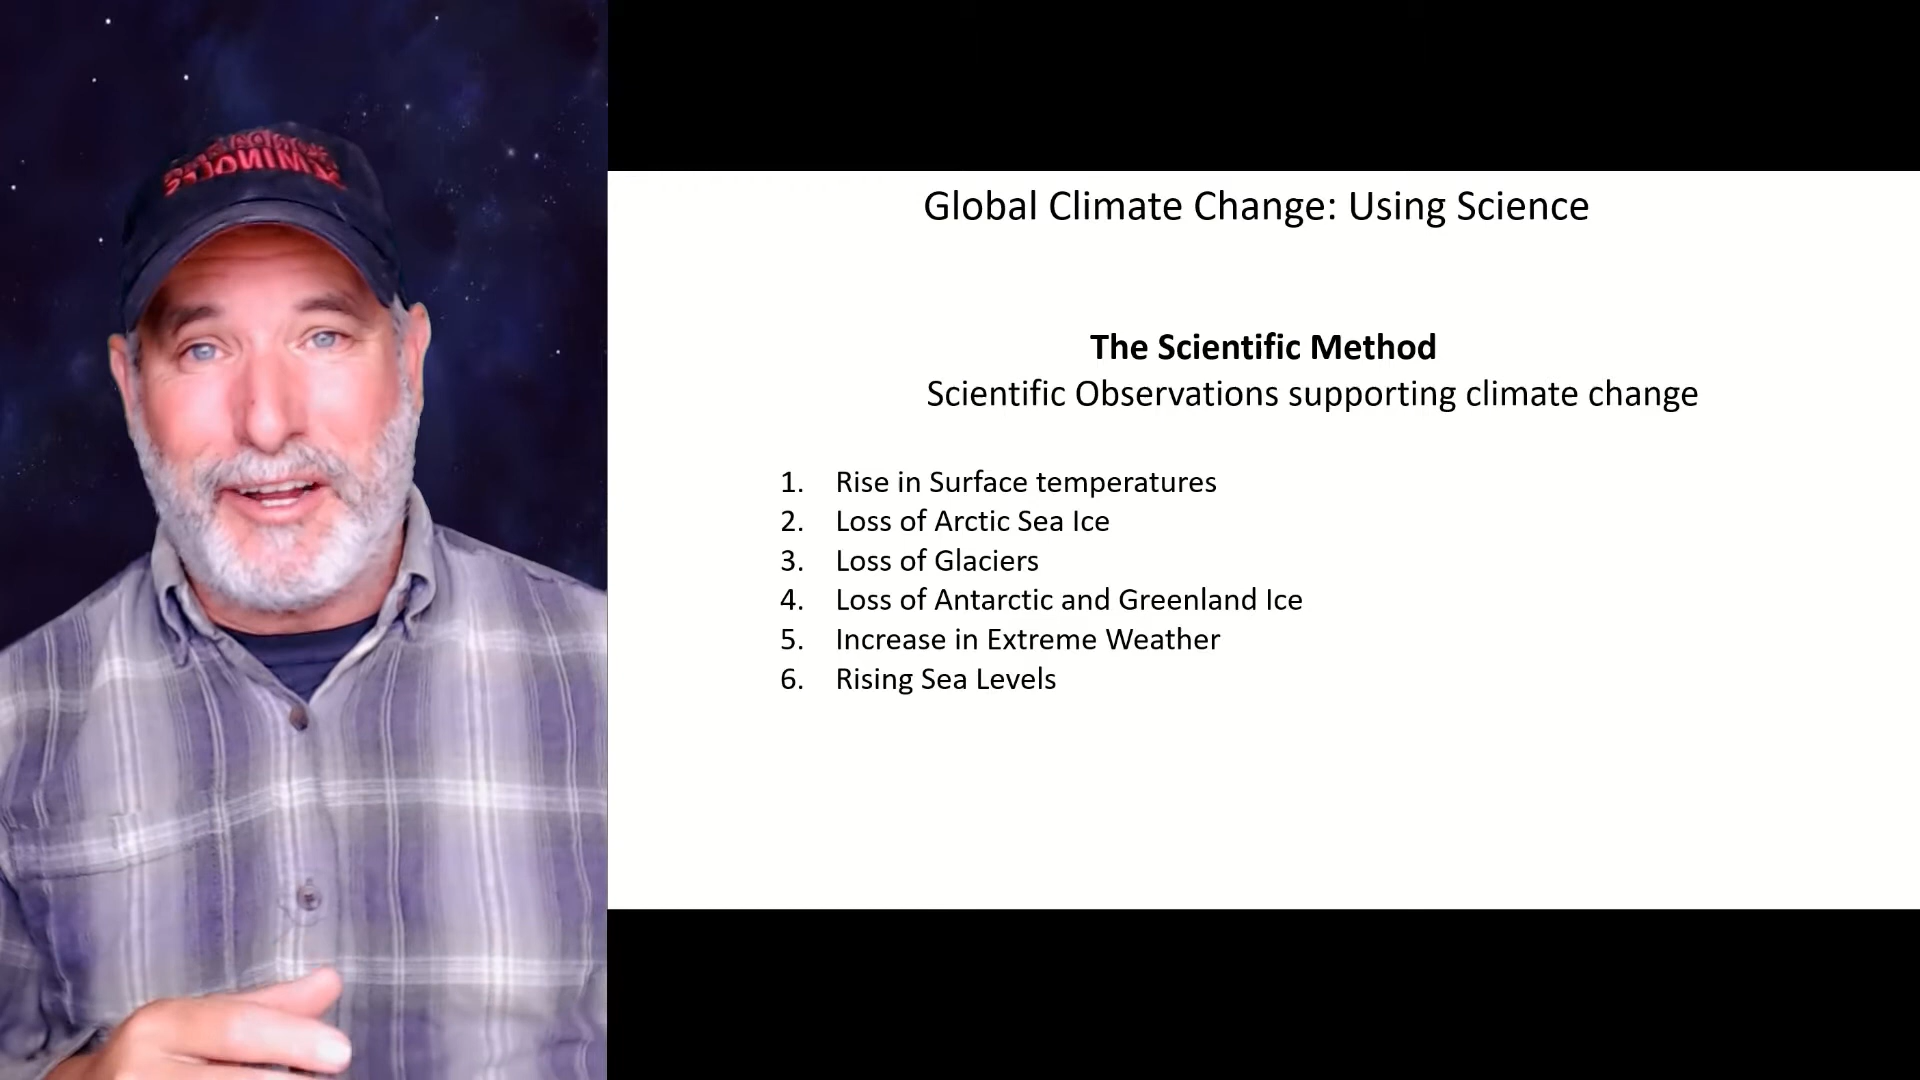 Global Climate Change: Using Science
The Scientific Method
Scientific Observations supporting climate change
1. Rise in Surface temperatures
2. Loss of Arctic Sea Ice
3. Loss of Glaciers
4. Loss of Antarctic and Greenland Ice
5. Increase in Extreme Weather
6. Rising Sea Levels